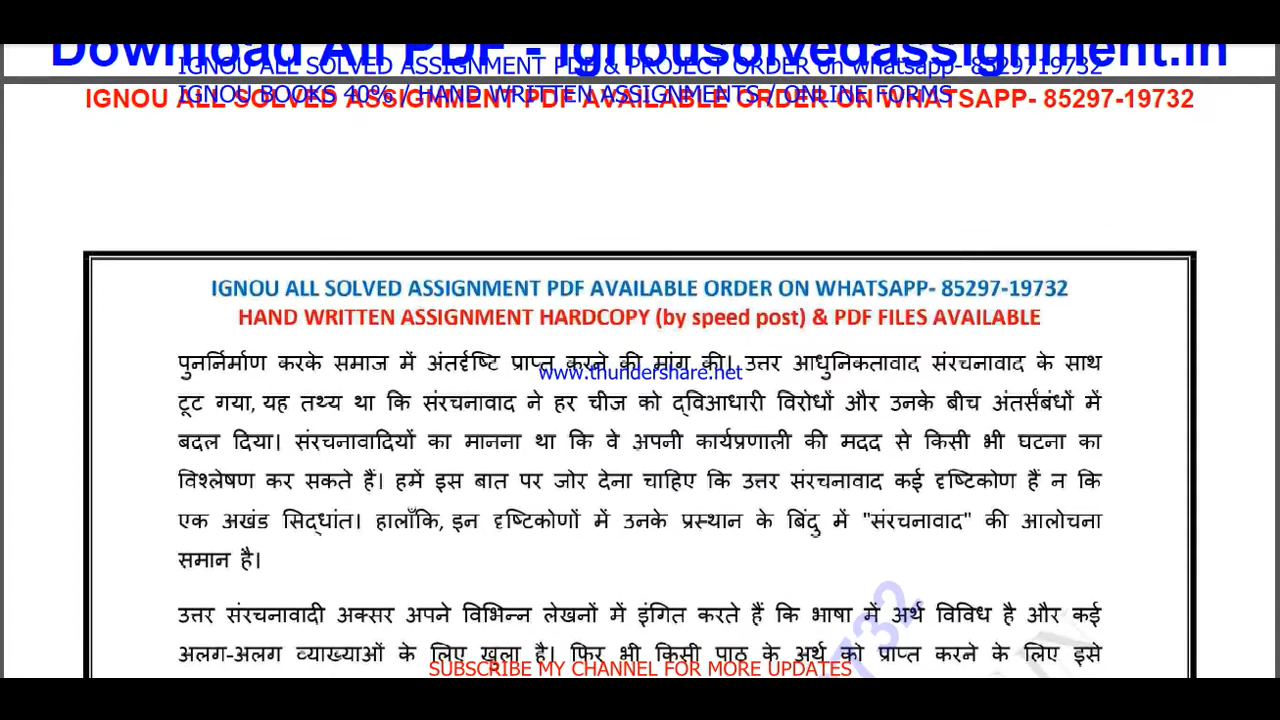 Download All PDF - ignousolvedassignment.in
IGNOU ALL SOLVED ASSIGNMENT PDF & PROJECT ORDER on whatsapp- 8529719732
IGNOU BOOKS 40% / HAND WRITTEN ASSIGNMENTS / ONLINE FORMS
IGNOU ALL SOLVED ASSIGNMENT PDF AVAILABLE ORDER ON WHATSAPP- 85297-19732
IGNOU ALL SOLVED ASSIGNMENT PDF AVAILABLE ORDER ON WHATSAPP- 85297-19732
HAND WRITTEN ASSIGNMENT HARDCOPY (by speed post) & PDF FILES AVAILABLE
पुनर्निर्माण करके समाज में अंतर्दृष्टि प्राप्त करने की मांग की। उत्तर आधुनिकतावाद संरचनावाद के साथ
www.thundershare.net
टूट गया, यह तथ्य था कि संरचनावाद ने हर चीज को द्विआधारी विरोधों और उनके बीच अंतर्संबंधों में
बदल दिया। संरचनावादियों का मानना था कि वे अपनी कार्यप्रणाली की मदद से किसी भी घटना का
विश्लेषण कर सकते हैं। हमें इस बात पर जोर देना चाहिए कि उत्तर संरचनावाद कई दृष्टिकोण हैं न कि
एक अखंड सिद्धांत। हालाँकि, इन दृष्टिकोणों में उनके प्रस्थान के बिंदु में "संरचनावाद" की आलोचना
समान है।
उत्तर संरचनावादी अक्सर अपने विभिन्न लेखनों में इंगित करते हैं कि भाषा में अर्थ विविध है और कई
अलग-अलग व्याख्याओं के लिए खुला है। फिर भी किसी पाठ के अर्थ को प्राप्त करने के लिए इसे
SUBSCRIBE MY CHANNEL FOR MORE UPDATES